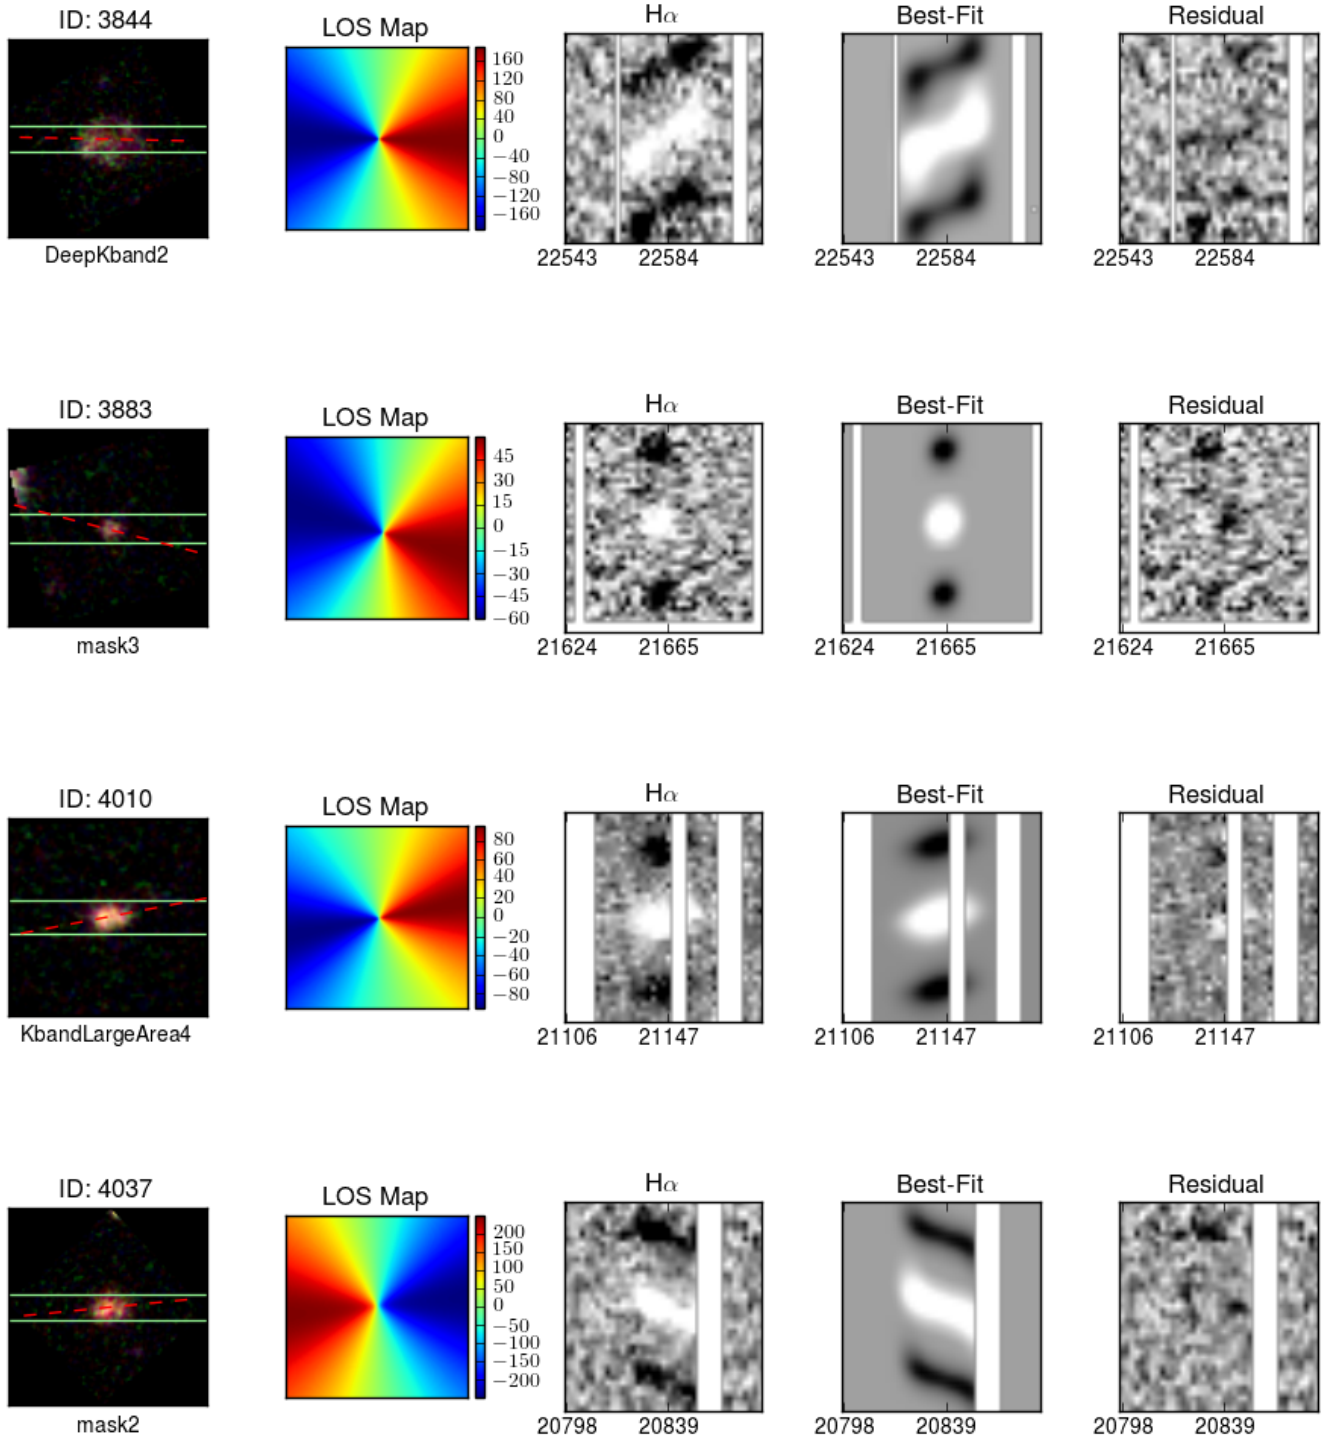 ID: 3844
LOS Map
Hα
Best-Fit
Residual
160
120
80
40
0
−40
−80
−120
−160
22543 22584
22543 22584
22543 22584
DeepKband2
ID: 3883
LOS Map
Hα
Best-Fit
Residual
45
30
15
0
−15
−30
−45
−60
21624 21665
21624 21665
21624 21665
mask3
ID: 4010
LOS Map
Hα
Best-Fit
Residual
80
60
40
20
0
−20
−40
−60
−80
21106 21147
21106 21147
21106 21147
KbandLargeArea4
ID: 4037
LOS Map
Hα
Best-Fit
Residual
200
150
100
50
0
−50
−100
−150
−200
20798 20839
20798 20839
20798 20839
mask2